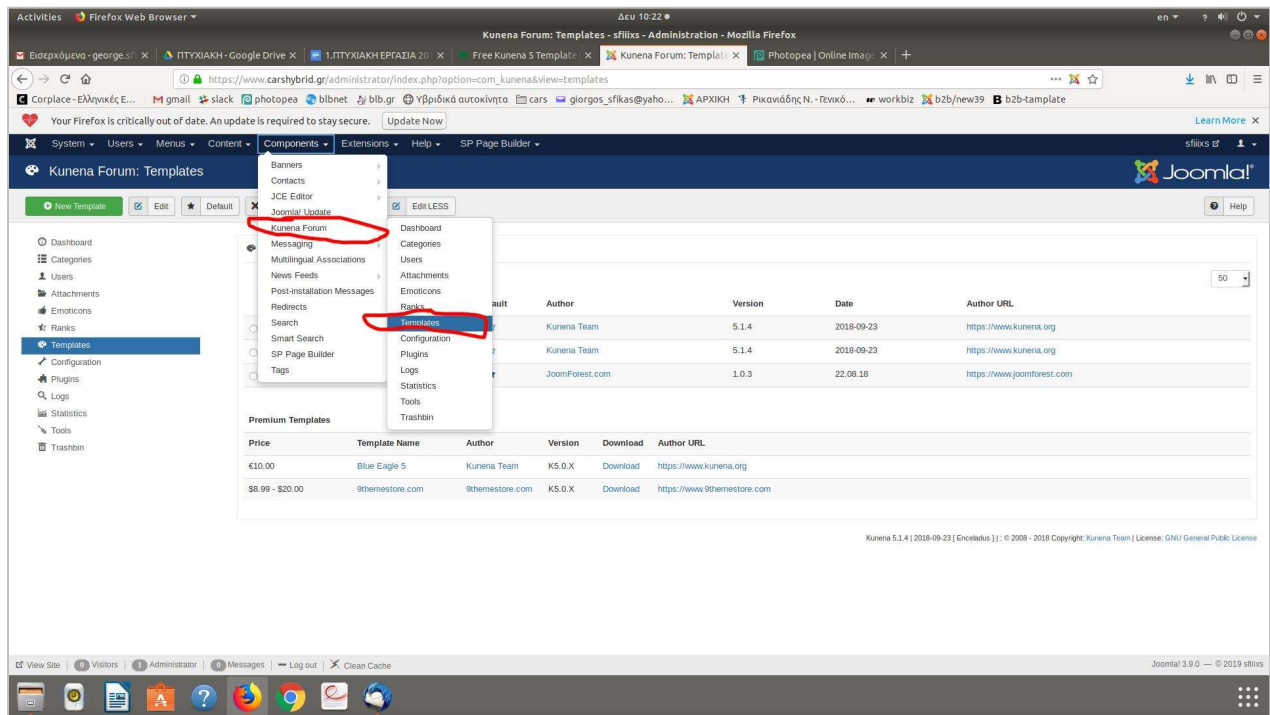 Activities Firefox Web Browser Δευ 10:22 en
Kunena Forum: Templates - sfiiixs - Administration - Mozilla Firefox
Εισερχόμενα - george.sfi ΠΤΥΧΙΑΚΗ - Google Drive 1.ΠΤΥΧΙΑΚΗ ΕΡΓΑΣΙΑ 201 Free Kunena 5 Template Kunena Forum: Templates Photopea | Online Image
https://www.carshybrid.gr/administrator/index.php?option=com_kunena&view=templates
Corplace - Ελληνικές Ε... gmail slack photopea blbnet blb.gr Υβριδικά αυτοκίνητα cars giorgos_sfikas@yaho... ΑΡΧΙΚΗ Ρικανιάδης Ν. - Γενικό... workbiz b2b/new39 b2b-tamplate
Your Firefox is critically out of date. An update is required to stay secure. Update Now Learn More
System Users Menus Content Components Extensions Help SP Page Builder sfiiixs
Kunena Forum: Templates Joomla!
New Template Edit Default Edit LESS Help
Banners
Contacts
JCE Editor
Joomla! Update
Kunena Forum
Messaging
Multilingual Associations
News Feeds
Post-installation Messages
Redirects
Search
Smart Search
SP Page Builder
Tags
Dashboard
Categories
Users
Attachments
Emoticons
Ranks
Templates
Configuration
Plugins
Logs
Statistics
Tools
Trashbin
Dashboard
Categories
Users
Attachments
Emoticons
Ranks
Templates
Configuration
Plugins
Logs
Statistics
Tools
Trashbin
50
ault Author Version Date Author URL
Kunena Team 5.1.4 2018-09-23 https://www.kunena.org
Kunena Team 5.1.4 2018-09-23 https://www.kunena.org
JoomForest.com 1.0.3 22.08.18 https://www.joomforest.com
Premium Templates
Price Template Name Author Version Download Author URL
€10,00 Blue Eagle 5 Kunena Team K5.0.X Download https://www.kunena.org
$8.99 - $20.00 9themestore.com 9themestore.com K5.0.X Download https://www.9themestore.com
Kunena 5.1.4 | 2018-09-23 [ Enceladus ] | : © 2008 - 2018 Copyright: Kunena Team | License: GNU General Public License
View Site 0 Visitors 1 Administrator 0 Messages Log out Clean Cache Joomla! 3.9.0 — © 2019 sfiiixs